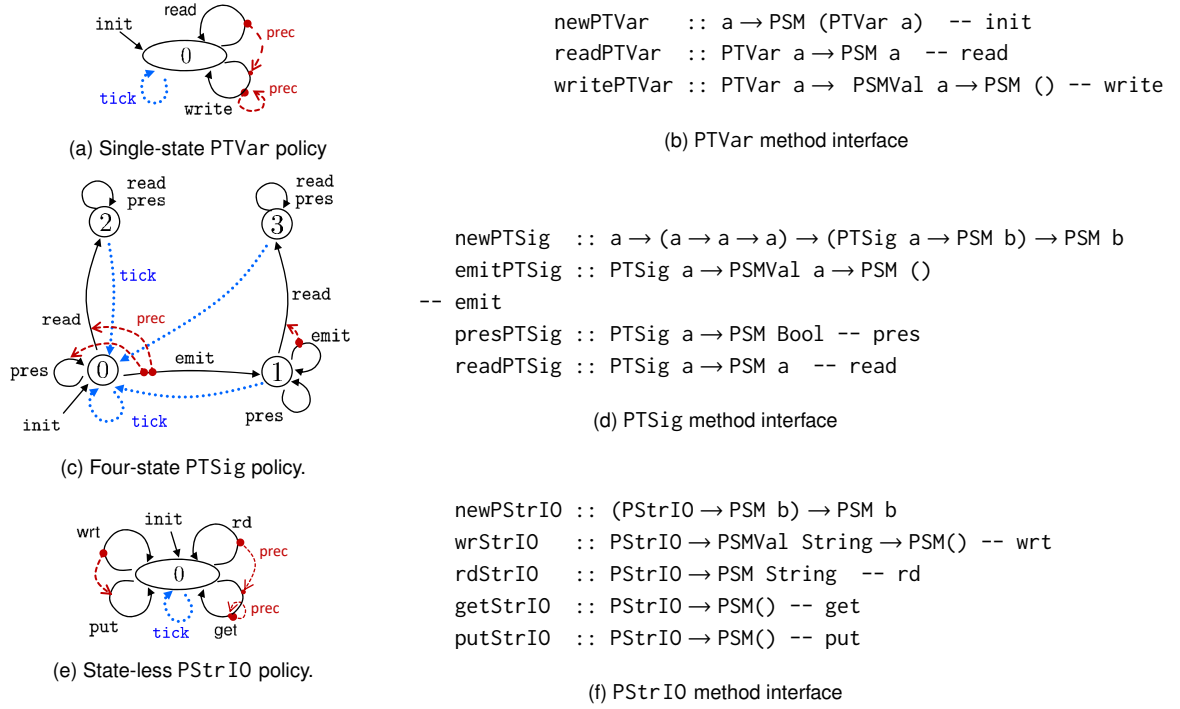 init
read
prec
0
prec
tick
write
(a) Single-state PTVar policy
newPTVar :: a → PSM (PTVar a) -- init
readPTVar :: PTVar a → PSM a -- read
writePTVar :: PTVar a → PSMVal a → PSM () -- write
(b) PTVar method interface
read
pres
read
pres
2
3
tick
read
read
prec
emit
emit
pres
0
1
init
tick
pres
(c) Four-state PTSig policy.
newPTSig :: a → (a → a → a) → (PTSig a → PSM b) → PSM b
emitPTSig :: PTSig a → PSMVal a → PSM ()
-- emit
presPTSig :: PTSig a → PSM Bool -- pres
readPTSig :: PTSig a → PSM a -- read
(d) PTSig method interface
wrt
init
rd
prec
0
prec
put
tick
get
(e) State-less PStrIO policy.
newPStrIO :: (PStrIO → PSM b) → PSM b
wrStrIO :: PStrIO → PSMVal String → PSM() -- wrt
rdStrIO :: PStrIO → PSM String -- rd
getStrIO :: PStrIO → PSM() -- get
putStrIO :: PStrIO → PSM() -- put
(f) PStrIO method interface